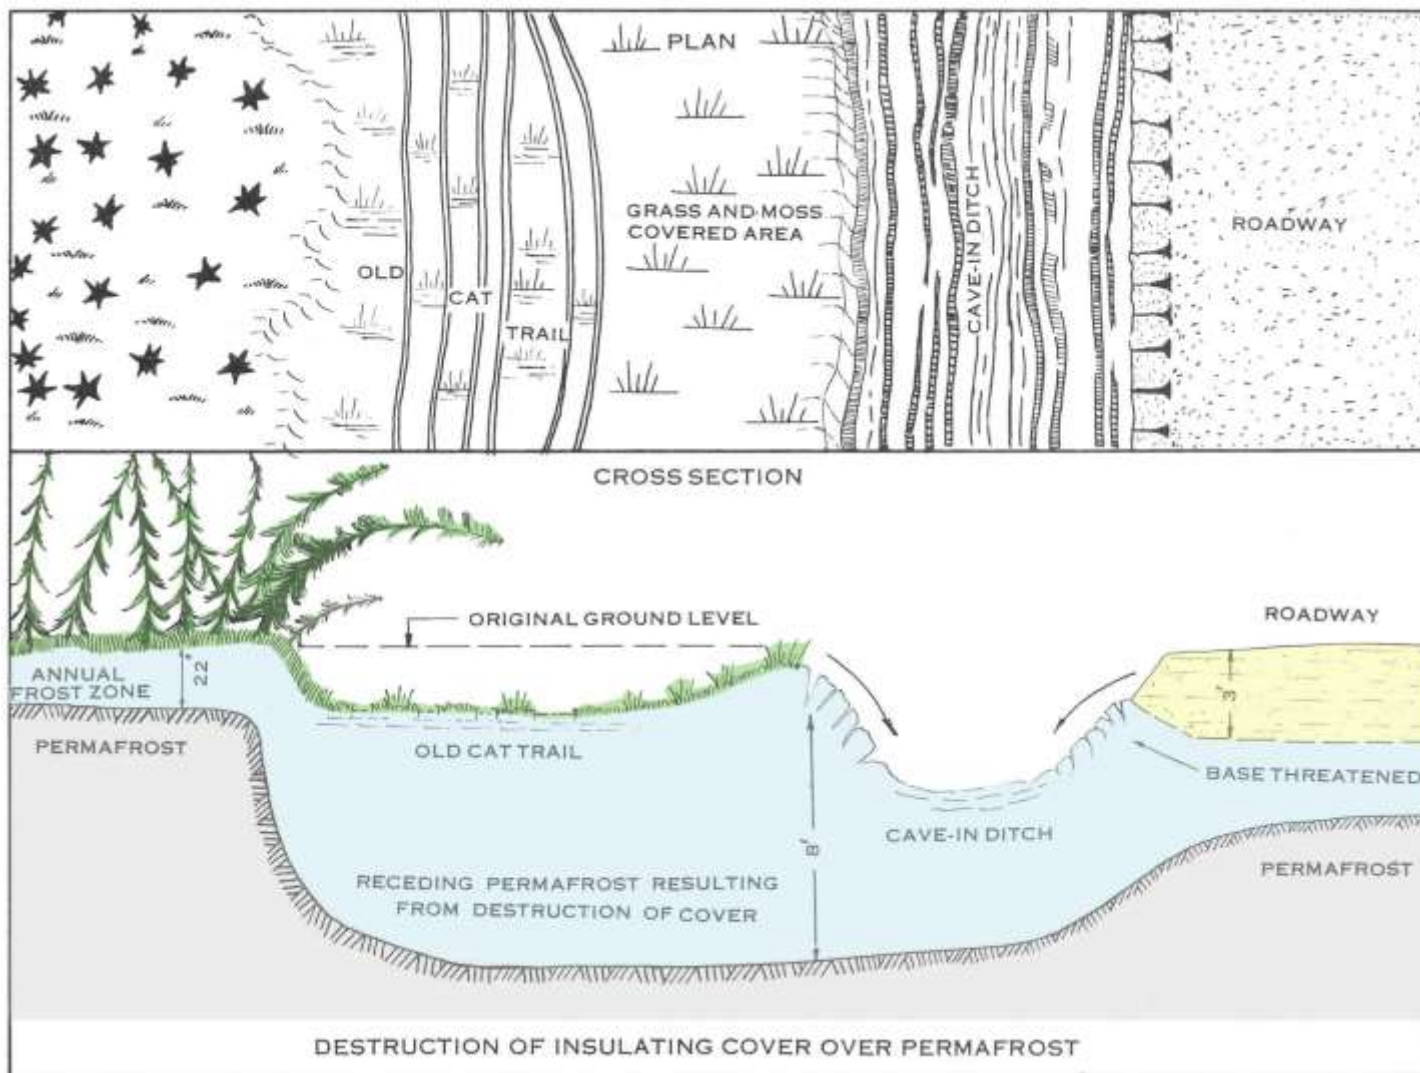 PLAN
GRASS AND MOSS
COVERED AREA
OLD
CAT
TRAIL
CAVE-IN DITCH
ROADWAY
CROSS SECTION
ORIGINAL GROUND LEVEL
ROADWAY
ANNUAL
FROST ZONE
3'
PERMAFROST
OLD CAT TRAIL
BASE THREATENED
8'
CAVE-IN DITCH
PERMAFROST
RECEDING PERMAFROST RESULTING
FROM DESTRUCTION OF COVER
DESTRUCTION OF INSULATING COVER OVER PERMAFROST